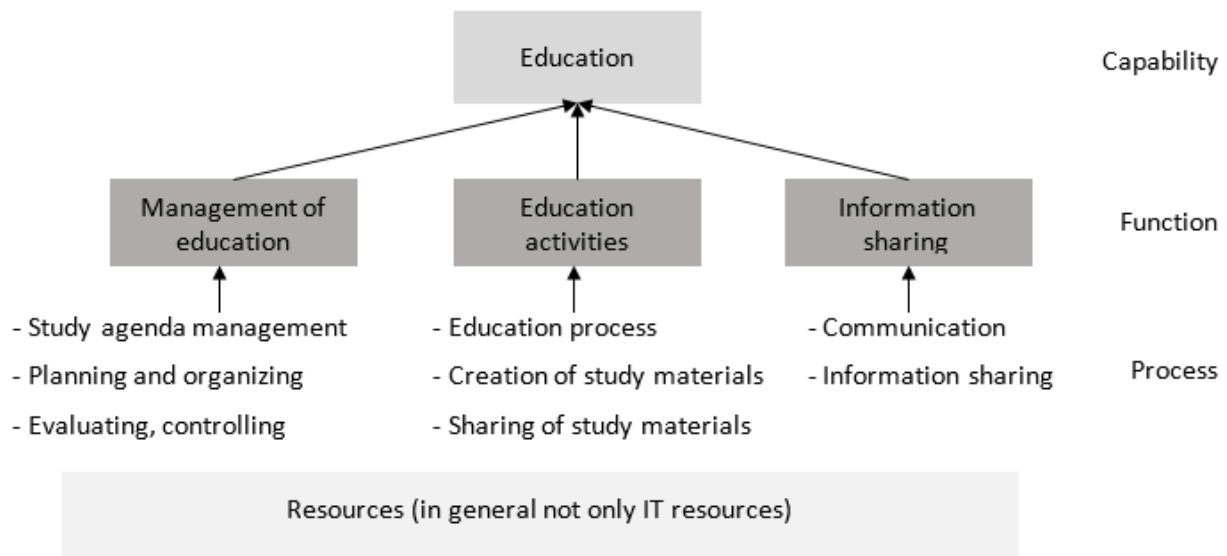 Education
Capability
Management of
education
Education
activities
Information
sharing
Function
- Study agenda management
- Planning and organizing
- Evaluating, controlling
- Education process
- Creation of study materials
- Sharing of study materials
- Communication
- Information sharing
Process
Resources (in general not only IT resources)